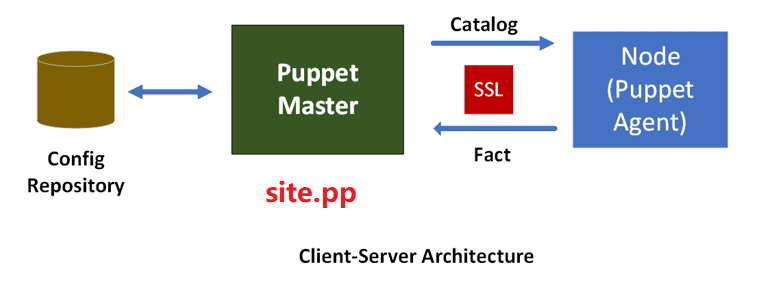 Catalog
Puppet
Master
SSL
Node
(Puppet
Agent)
Fact
Config
Repository
site.pp
Client-Server Architecture